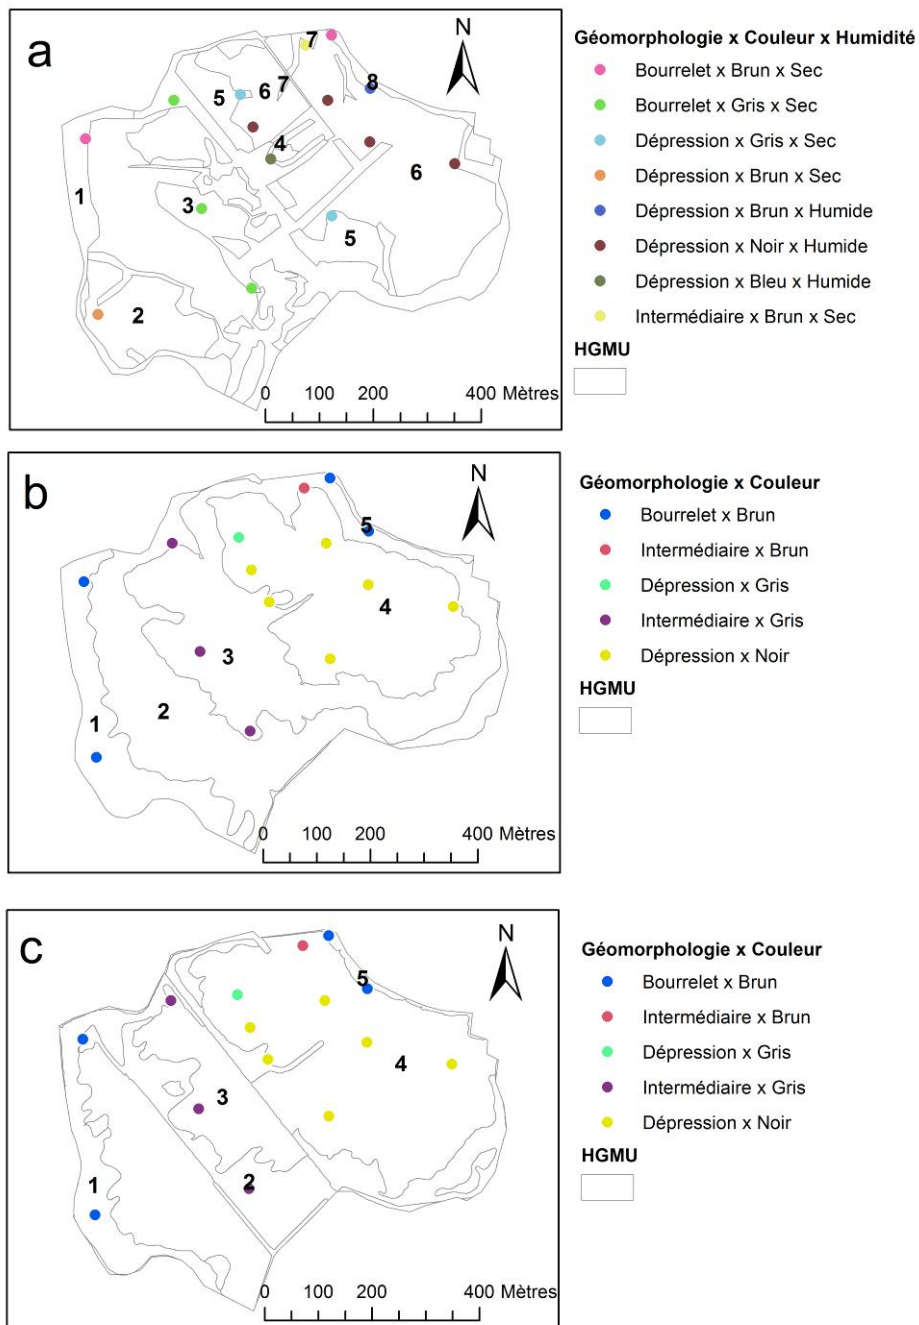 a
N
7
5
6
7
8
4
6
1
3
5
2
0 100 200 400 Mètres
Géomorphologie x Couleur x Humidité
Bourrelet x Brun x Sec
Bourrelet x Gris x Sec
Dépression x Gris x Sec
Dépression x Brun x Sec
Dépression x Brun x Humide
Dépression x Noir x Humide
Dépression x Bleu x Humide
Intermédiaire x Brun x Sec
HGMU
b
N
5
4
3
2
1
0 100 200 400 Mètres
Géomorphologie x Couleur
Bourrelet x Brun
Intermédiaire x Brun
Dépression x Gris
Intermédiaire x Gris
Dépression x Noir
HGMU
c
N
5
4
3
2
1
0 100 200 400 Mètres
Géomorphologie x Couleur
Bourrelet x Brun
Intermédiaire x Brun
Dépression x Gris
Intermédiaire x Gris
Dépression x Noir
HGMU